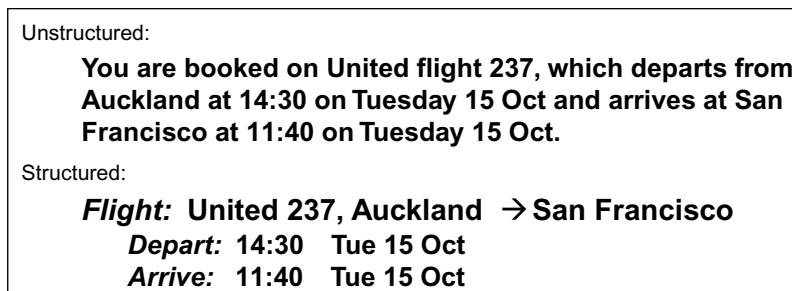 Unstructured:
You are booked on United flight 237, which departs from
Auckland at 14:30 on Tuesday 15 Oct and arrives at San
Francisco at 11:40 on Tuesday 15 Oct.
Structured:
Flight: United 237, Auckland → San Francisco
Depart: 14:30 Tue 15 Oct
Arrive: 11:40 Tue 15 Oct